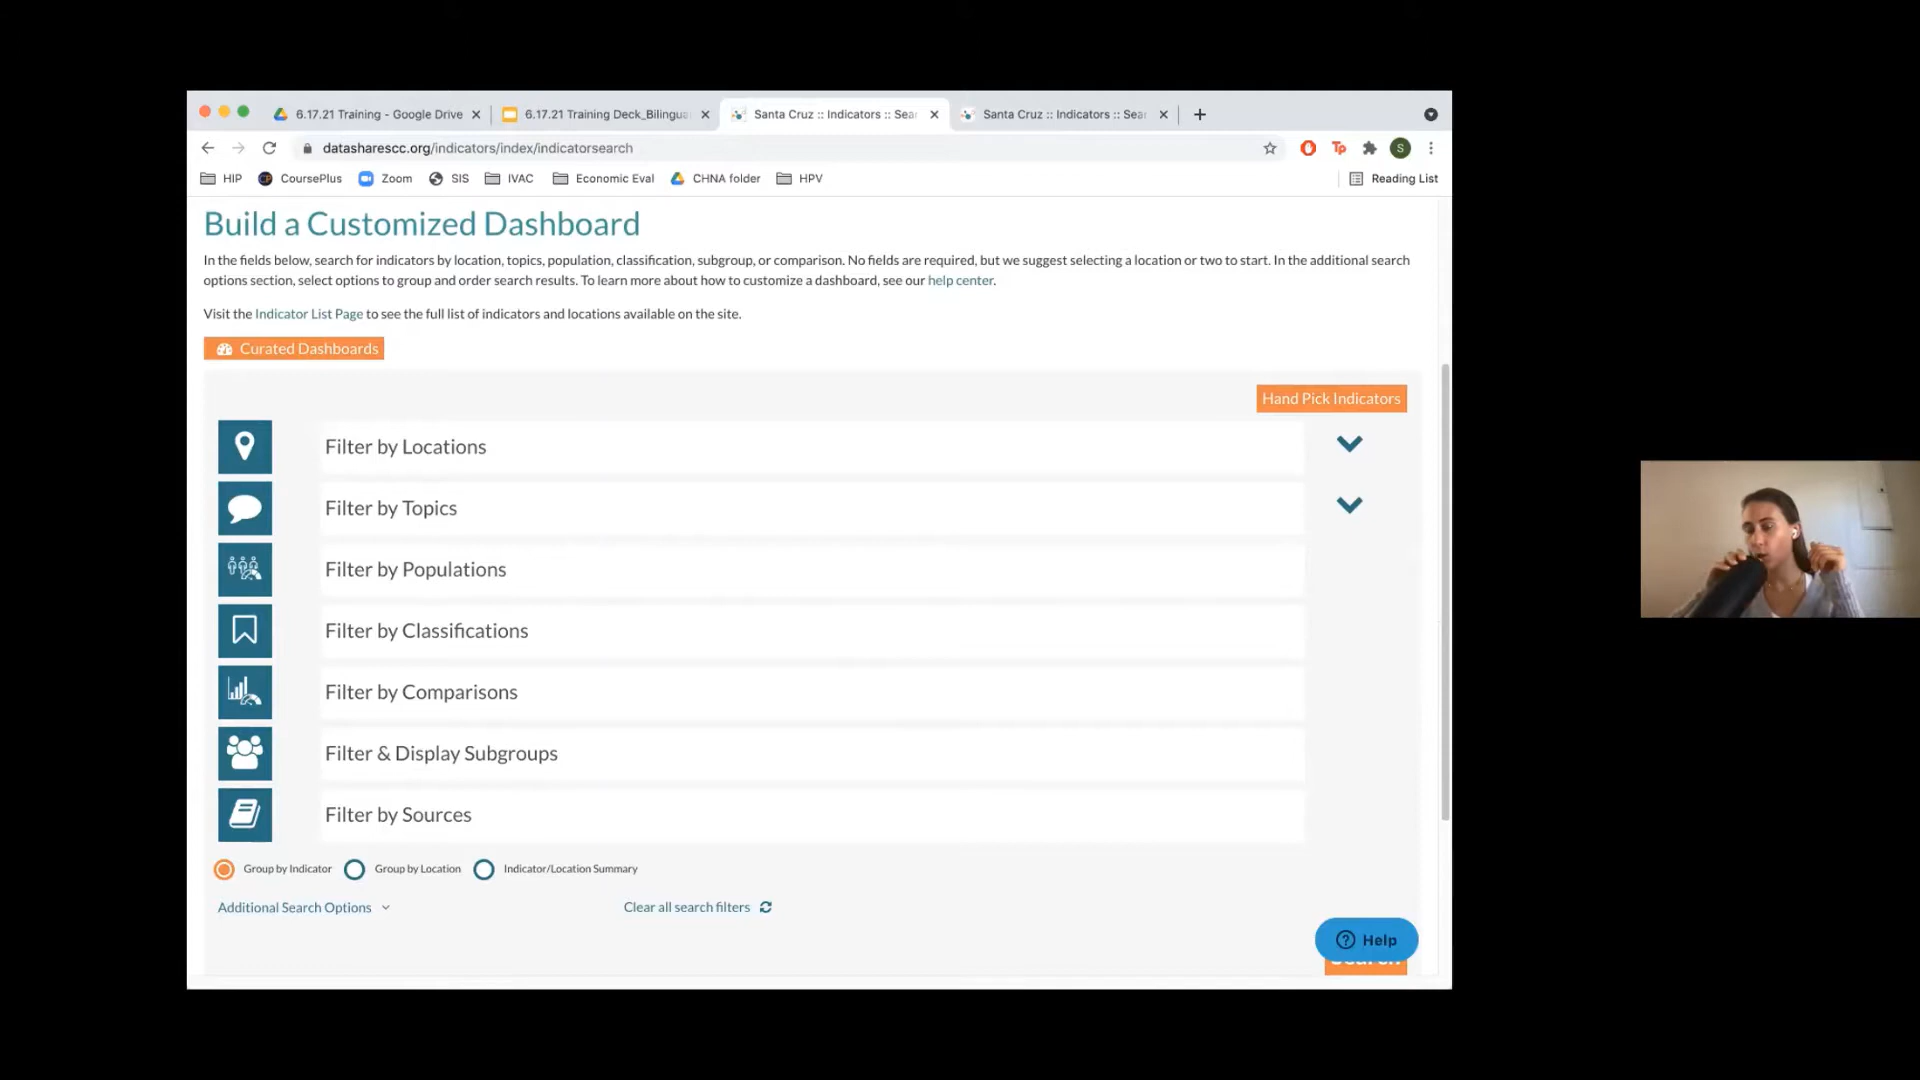 6.17.21 Training - Google Drive
6.17.21 Training Deck_Bilingua
Santa Cruz :: Indicators :: Sear
Santa Cruz :: Indicators :: Sear
datasharescc.org/indicators/index/indicatorsearch
S
HIP
CP
CoursePlus
Zoom
SIS
IVAC
Economic Eval
CHNA folder
HPV
Reading List
Build a Customized Dashboard
In the fields below, search for indicators by location, topics, population, classification, subgroup, or comparison. No fields are required, but we suggest selecting a location or two to start. In the additional search
options section, select options to group and order search results. To learn more about how to customize a dashboard, see our help center.
Visit the Indicator List Page to see the full list of indicators and locations available on the site.
Curated Dashboards
Hand Pick Indicators
Filter by Locations
Filter by Topics
Filter by Populations
Filter by Classifications
Filter by Comparisons
Filter & Display Subgroups
Filter by Sources
Group by Indicator
Group by Location
Indicator/Location Summary
Additional Search Options
Clear all search filters
? Help
Search